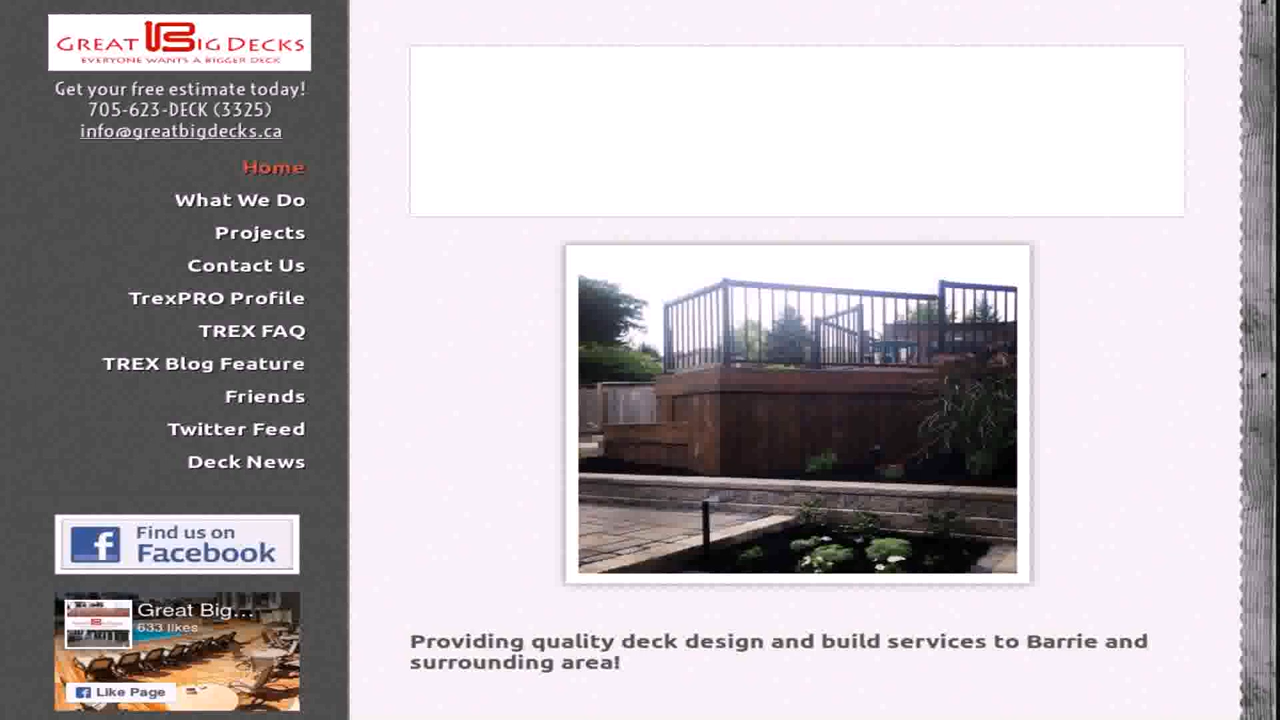 GREAT BIG DECKS
EVERYONE WANTS A BIGGER DECK
Get your free estimate today!
705-623-DECK (3325)
info@greatbigdecks.ca
Home
What We Do
Projects
Contact Us
TrexPRO Profile
TREX FAQ
TREX Blog Feature
Friends
Twitter Feed
Deck News
Find us on
Facebook
Great Big...
633 likes
Like Page
Providing quality deck design and build services to Barrie and
surrounding area!